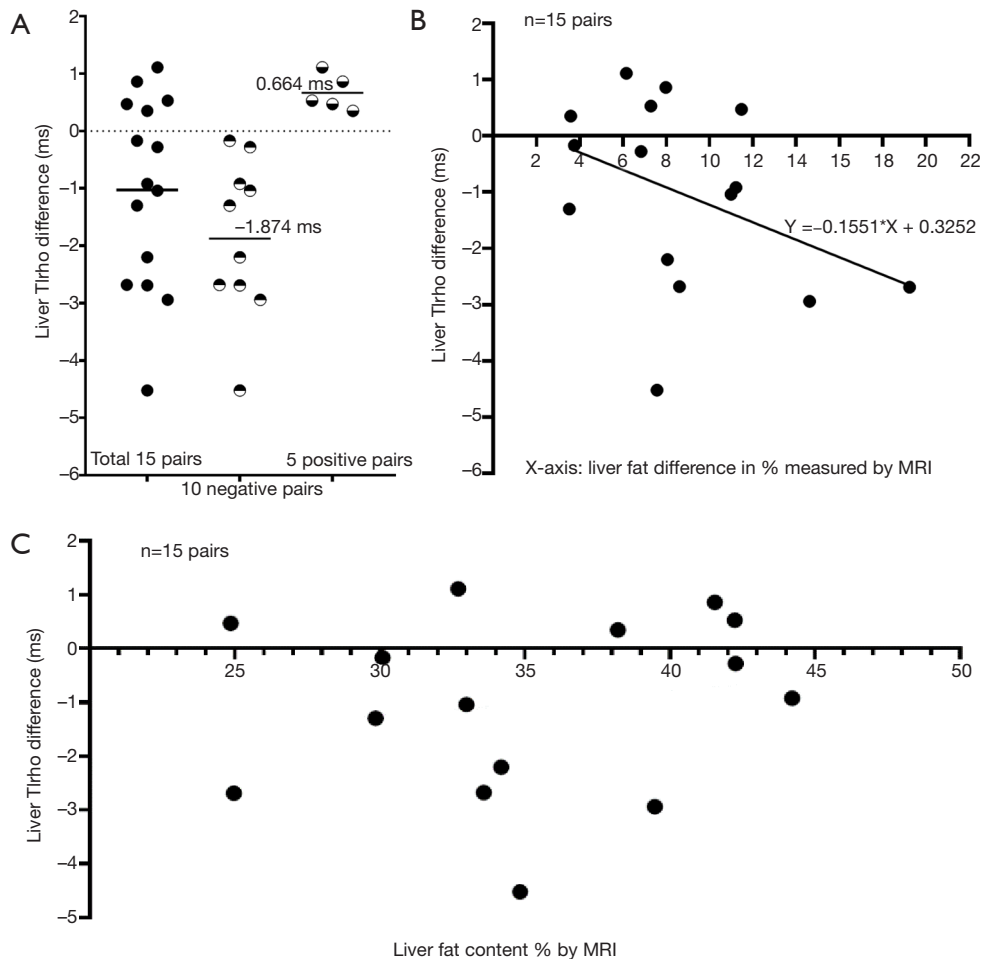 A
2
1
0
−1
−2
−3
−4
−5
−6
Liver Tlrho difference (ms)
0.664 ms
−1.874 ms
Total 15 pairs
10 negative pairs
5 positive pairs
B
n=15 pairs
2
1
0
−1
−2
−3
−4
−5
−6
Liver Tlrho difference (ms)
2 4 6 8 10 12 14 14 18 20 22
Y =−0.1551*X + 0.3252
X-axis: liver fat difference in % measured by MRI
C
n=15 pairs
2
1
0
−1
−2
−3
−4
−5
Liver Tlrho difference (ms)
25 30 35 40 45 50
Liver fat content % by MRI